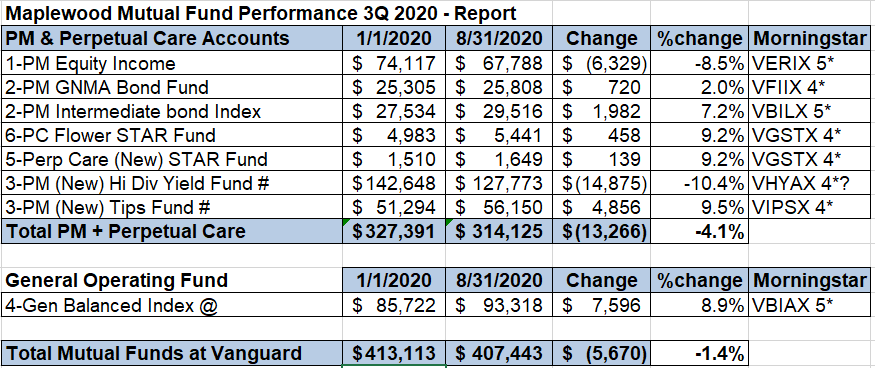 Maplewood Mutual Fund Performance 3Q 2020 - Report
PM & Perpetual Care Accounts 1/1/2020 8/31/2020 Change %change Morningstar
1-PM Equity Income $ 74,117 $ 67,788 $ (6,329) -8.5% VERIX 5*
2-PM GNMA Bond Fund $ 25,305 $ 25,808 $ 720 2.0% VFIIX 4*
2-PM Intermediate bond Index $ 27,534 $ 29,516 $ 1,982 7.2% VBILX 5*
6-PC Flower STAR Fund $ 4,983 $ 5,441 $ 458 9.2% VGSTX 4*
5-Perp Care (New) STAR Fund $ 1,510 $ 1,649 $ 139 9.2% VGSTX 4*
3-PM (New) Hi Div Yield Fund # $142,648 $ 127,773 $(14,875) -10.4% VHYAX 4*?
3-PM (New) Tips Fund # $ 51,294 $ 56,150 $ 4,856 9.5% VIPSX 4*
Total PM + Perpetual Care $327,391 $ 314,125 $(13,266) -4.1%
General Operating Fund 1/1/2020 8/31/2020 Change %change Morningstar
4-Gen Balanced Index @ $ 85,722 $ 93,318 $ 7,596 8.9% VBIAX 5*
Total Mutual Funds at Vanguard $413,113 $ 407,443 $ (5,670) -1.4%